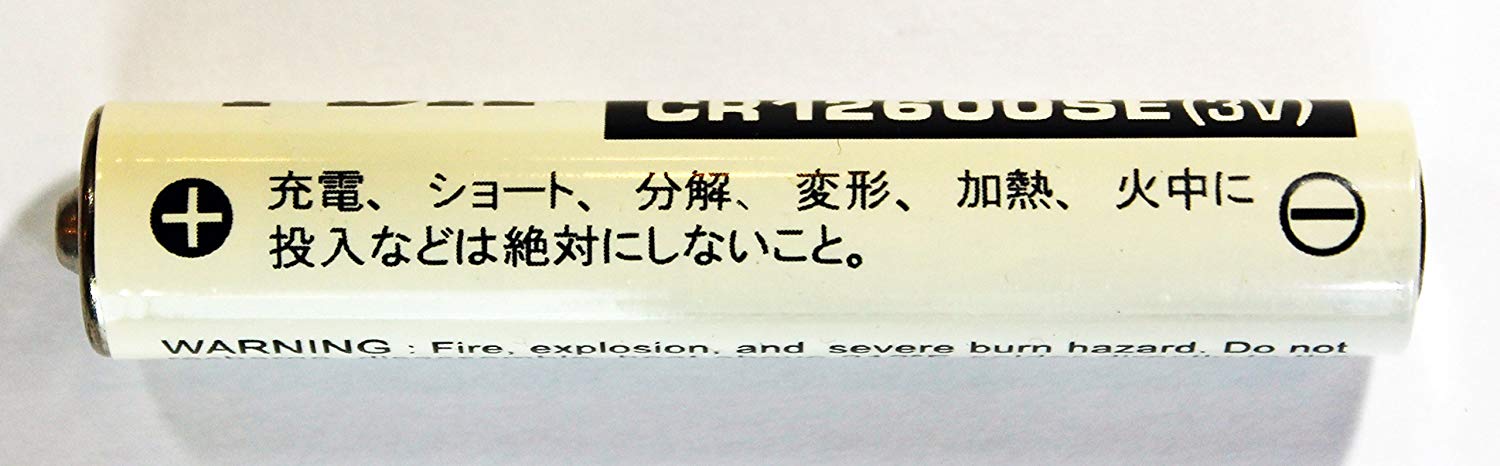 CR12600SE(3V)
充電、ショート、分解、変形、加熱、火中に
投入などは絶対にしないこと。
WARNING : Fire, explosion, and severe burn hazard. Do not